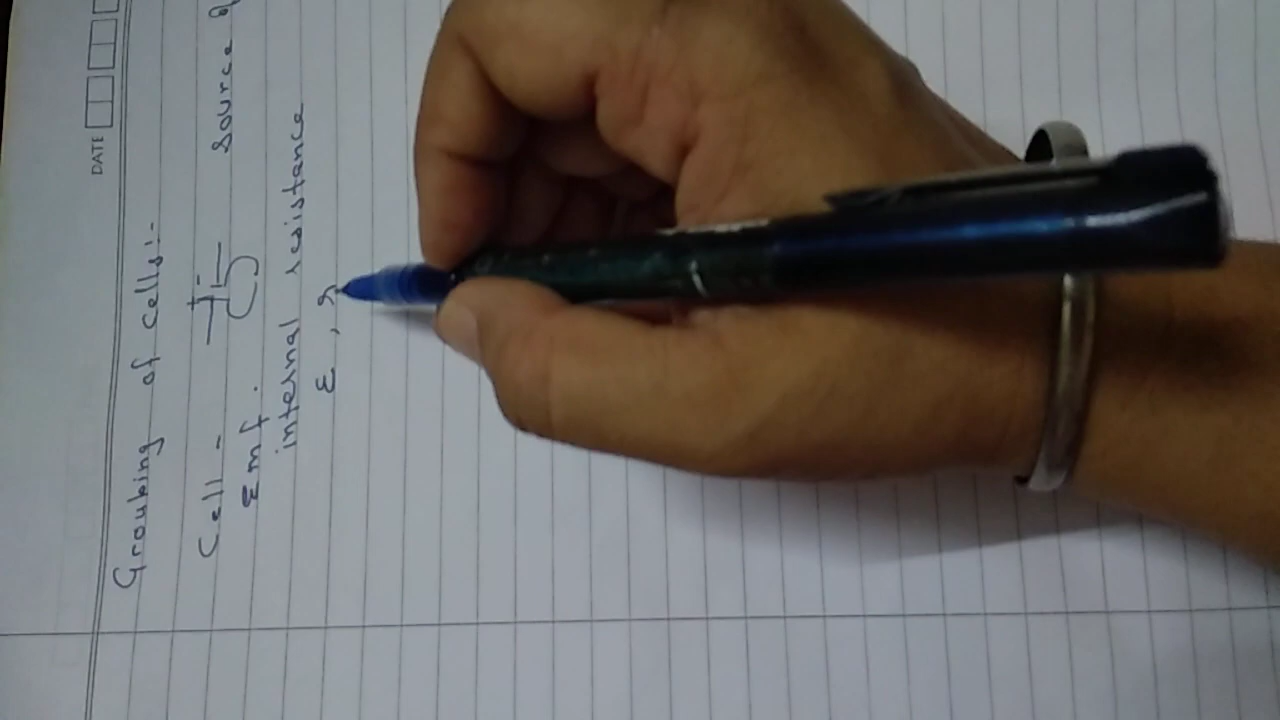 DATE
Grouping of cells:-
Cell - source of
Emf.
internal resistance
ε, r